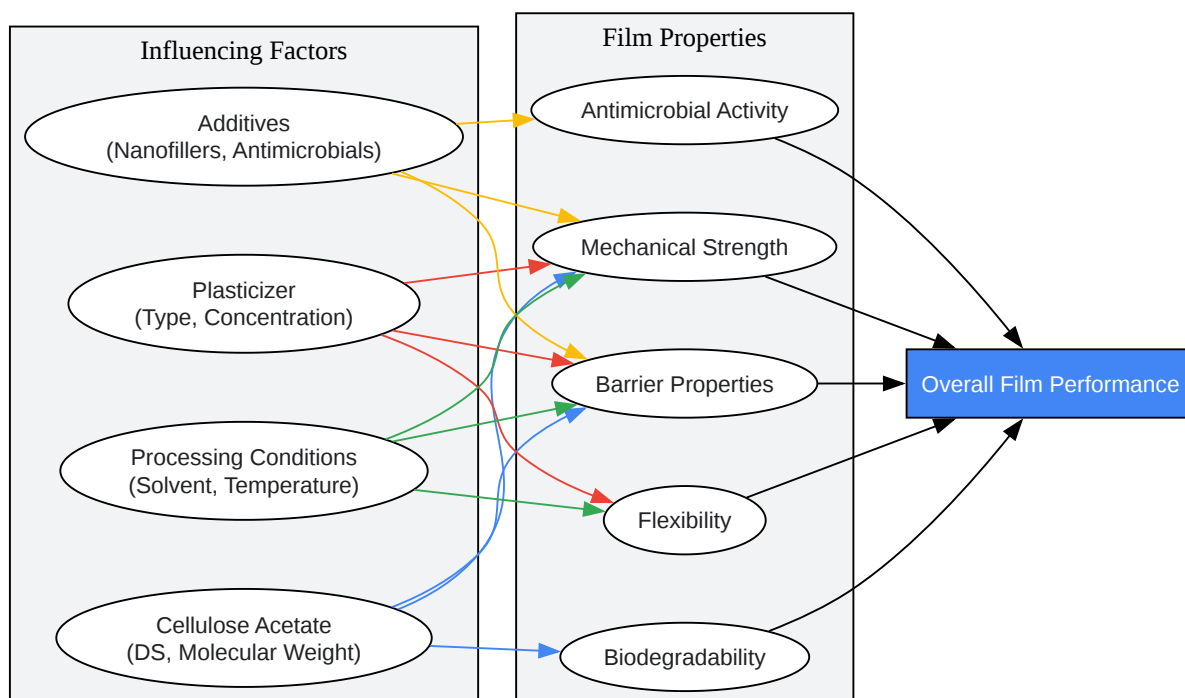 Influencing Factors
Additives
(Nanofillers, Antimicrobials)
Plasticizer
(Type, Concentration)
Processing Conditions
(Solvent, Temperature)
Cellulose Acetate
(DS, Molecular Weight)
Film Properties
Antimicrobial Activity
Mechanical Strength
Barrier Properties
Flexibility
Biodegradability
Overall Film Performance